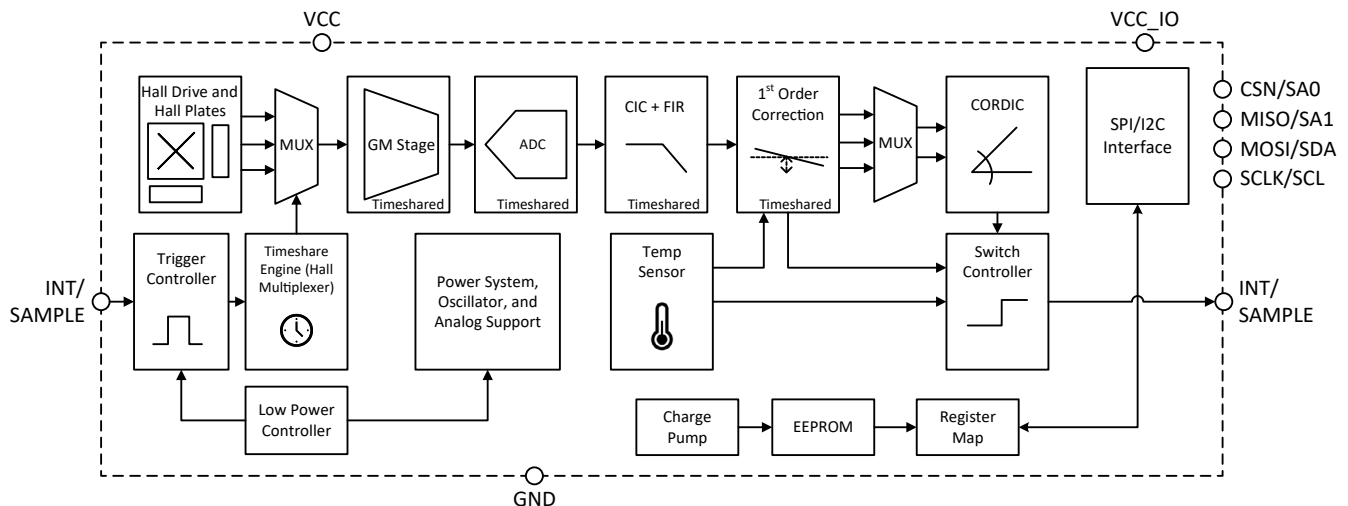 VCC
VCC_IO
Hall Drive and
Hall Plates
MUX
GM Stage
Timeshared
ADC
Timeshared
CIC + FIR
Timeshared
1st Order
Correction
Timeshared
MUX
CORDIC
SPI/I2C
Interface
CSN/SA0
MISO/SA1
MOSI/SDA
SCLK/SCL
INT/
SAMPLE
Trigger
Controller
Timeshare
Engine (Hall
Multiplexer)
Power System,
Oscillator, and
Analog Support
Temp
Sensor
Switch
Controller
INT/
SAMPLE
Low Power
Controller
Charge
Pump
EEPROM
Register
Map
GND